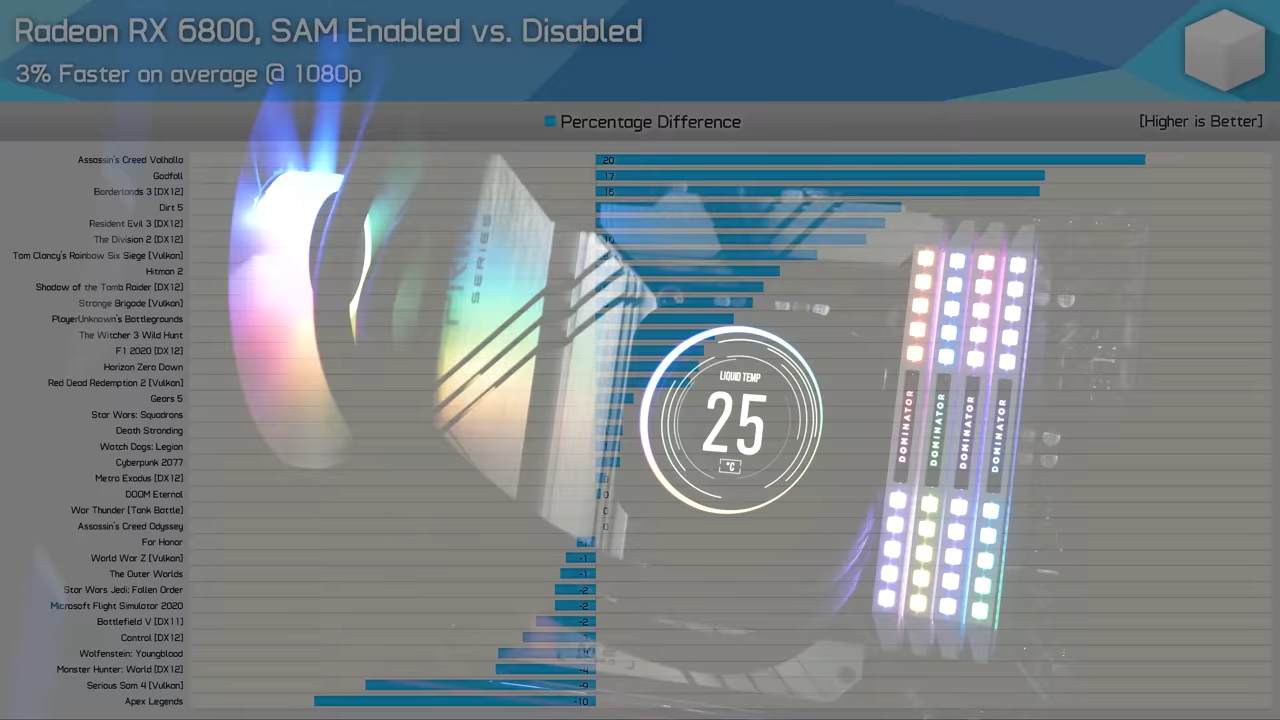 Radeon RX 6800, SAM Enabled vs. Disabled
3% Faster on average @ 1080p
Percentage Difference
[Higher is Better]
Assassin's Creed Valhalla 20
Godfall 17
Borderlands 3 [DX12] 16
Dirt 5
Resident Evil 3 [DX12]
The Division 2 [DX12] 10
Tom Clancy's Rainbow Six Siege [Vulkan]
Hitman 2
Shadow of the Tomb Raider [DX12]
Strange Brigade [Vulkan]
PlayerUnknown's Battlegrounds
The Witcher 3 Wild Hunt
F1 2020 [DX12]
Horizon Zero Down
Red Dead Redemption 2 [Vulkan]
Gears 5
Star Wars: Squadrons
Death Stranding
Watch Dogs: Legion
Cyberpunk 2077
Metro Exodus [DX12] 0
DOOM Eternal 0
War Thunder [Tank Battle] 0
Assassin's Creed Odyssey 0
For Honor
World War Z [Vulkan] -1
The Outer Worlds -1
Star Wars Jedi: Fallen Order -2
Microsoft Flight Simulator 2020 -2
Battlefield V [DX11] -2
Control [DX12]
Wolfenstein: Youngblood
Monster Hunter: World [DX12] -4
Serious Sam 4 [Vulkan] -9
Apex Legends -10
SERIES
LIQUID TEMP
25
°C
DOMINATOR
DOMINATOR
DOMINATOR
DOMINATOR